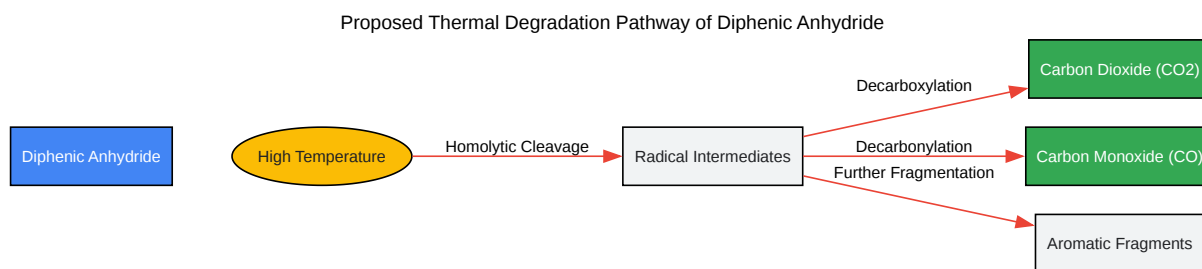 Proposed Thermal Degradation Pathway of Diphenic Anhydride
Diphenic Anhydride
High Temperature
Homolytic Cleavage
Radical Intermediates
Decarboxylation
Carbon Dioxide (CO2)
Decarbonylation
Carbon Monoxide (CO)
Further Fragmentation
Aromatic Fragments